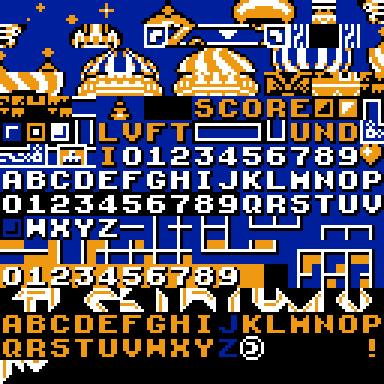 SCORE
LVFT UND
I0123456789
ABCDEFGHIJKLMNOP
0123456789QRSTUV
WXYZ
0123456789
ABCDEFGHIJKLMNOP
QRSTUVWXYZ !